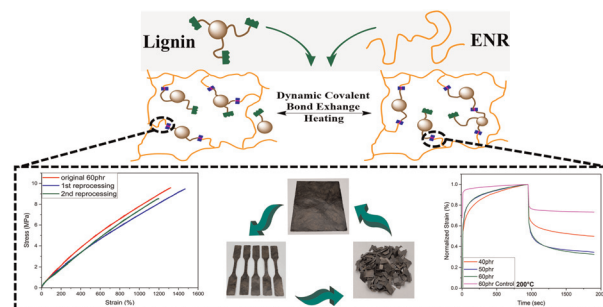 Lignin
ENR
Dynamic Covalent
Bond Exhange
Heating
original 60phr
1st reprocessing
2nd reprocessing
Stress (MPa)
10
8
6
4
2
0
0 200 400 600 800 1000 1200 1400 1600
Strain (%)
Normalized Strain (%)
1.0
0.8
0.6
0.4
0.2
0.0
40phr
50phr
60phr
60phr Control 200°C
0 500 1000 1500 2000
Time (sec)